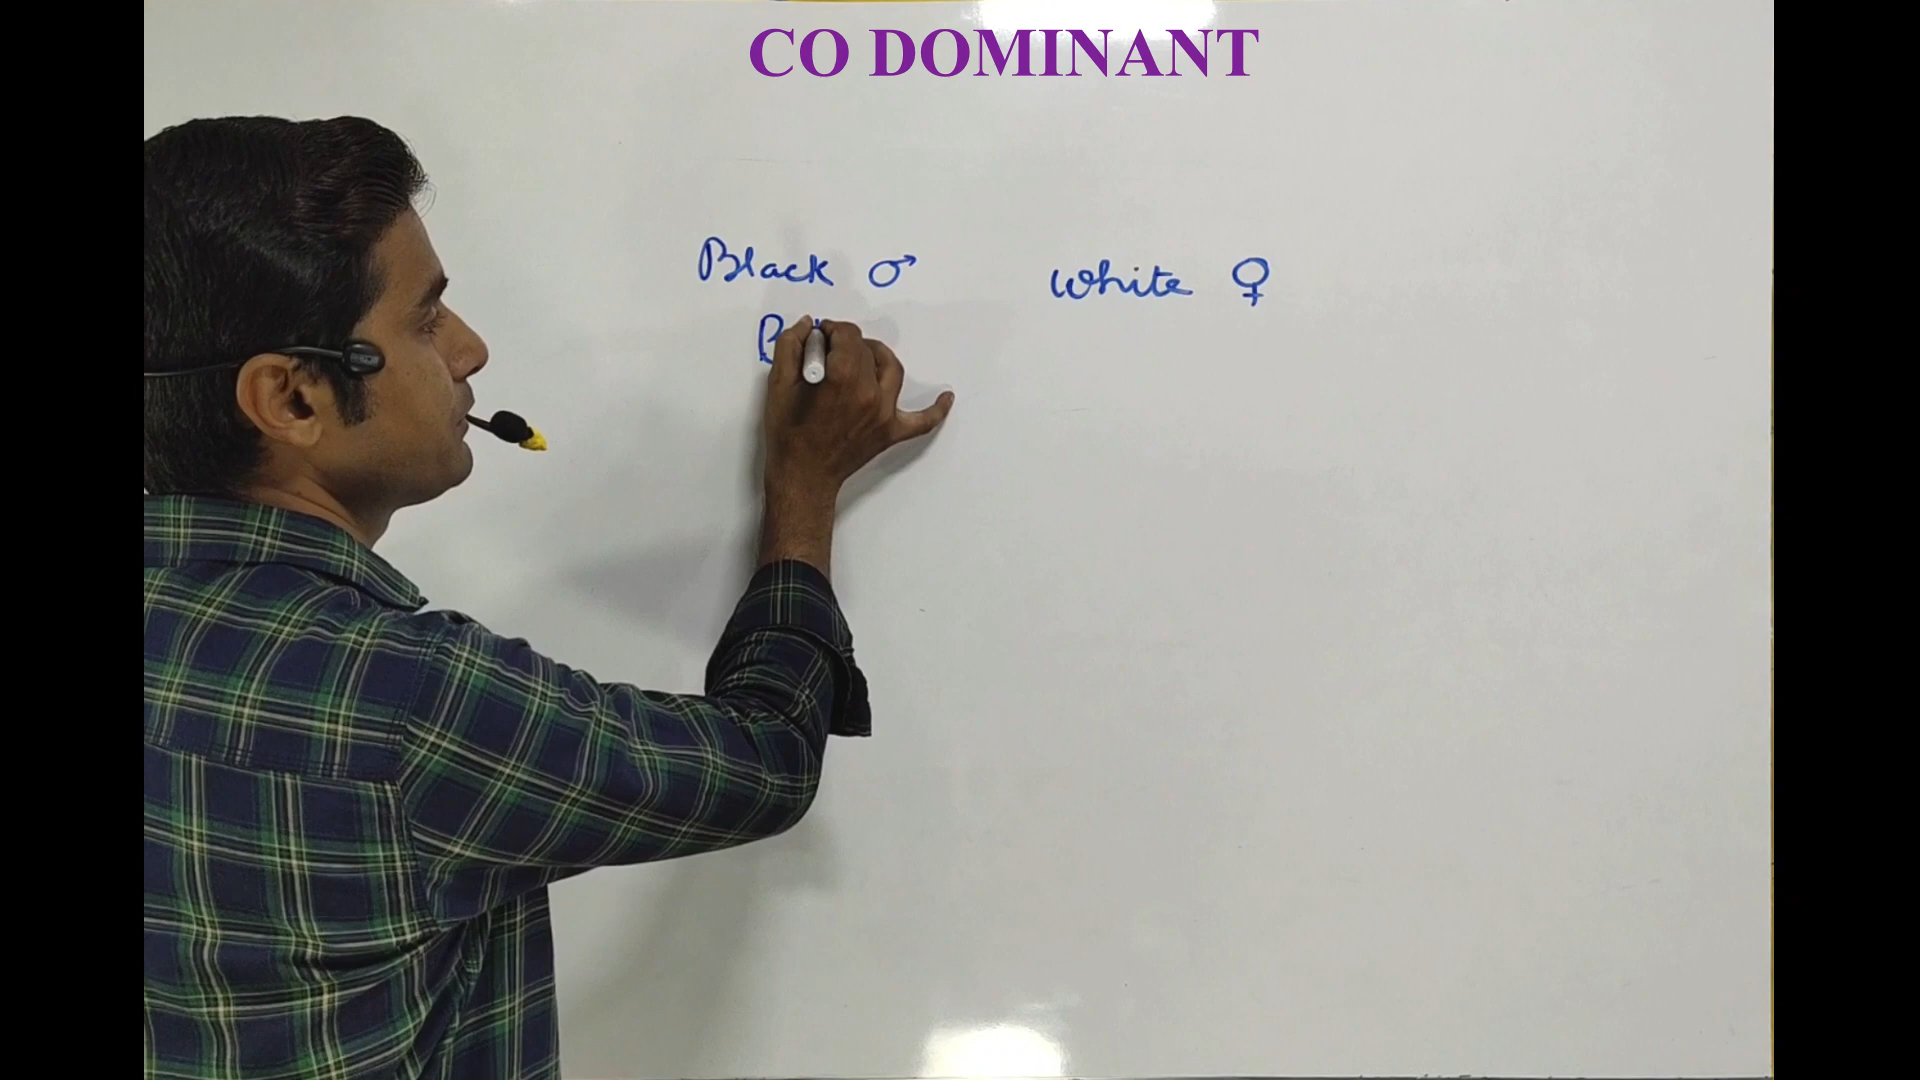 CO DOMINANT
Black ♂ white ♀
B